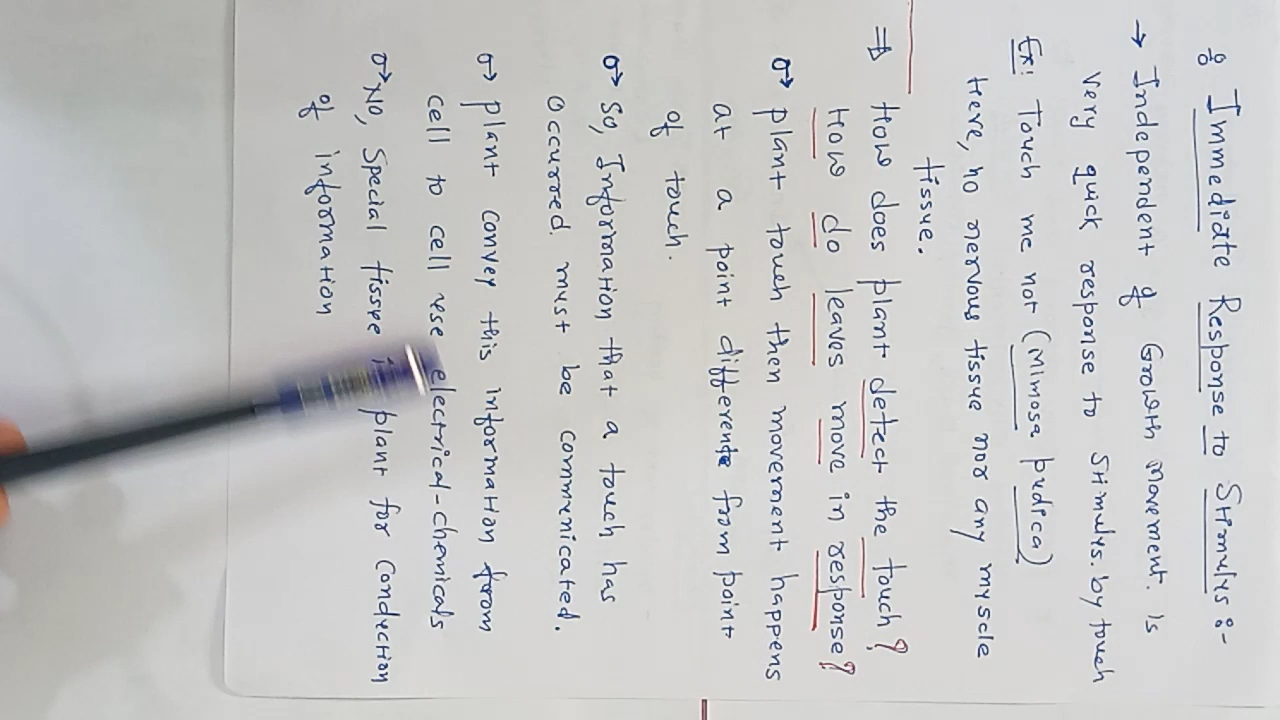 ° Immediate Response to Stimulus :-
→ Independent of Growth movement. Is
very quick response to stimulus. by touch
Ex: Touch me not (Mimosa pudica)
Here, no nervous tissue nor any muscle
tissue.
⇒ How does plant detect the touch?
How do leaves move in response?
→ plant touch then movement happens
at a point different from point
of touch.
→ So, Information that a touch has
occurred must be communicated.
→ plant convey this information from
cell to cell use electrical-chemicals
→ No, Special tissue in plant for conduction
of information